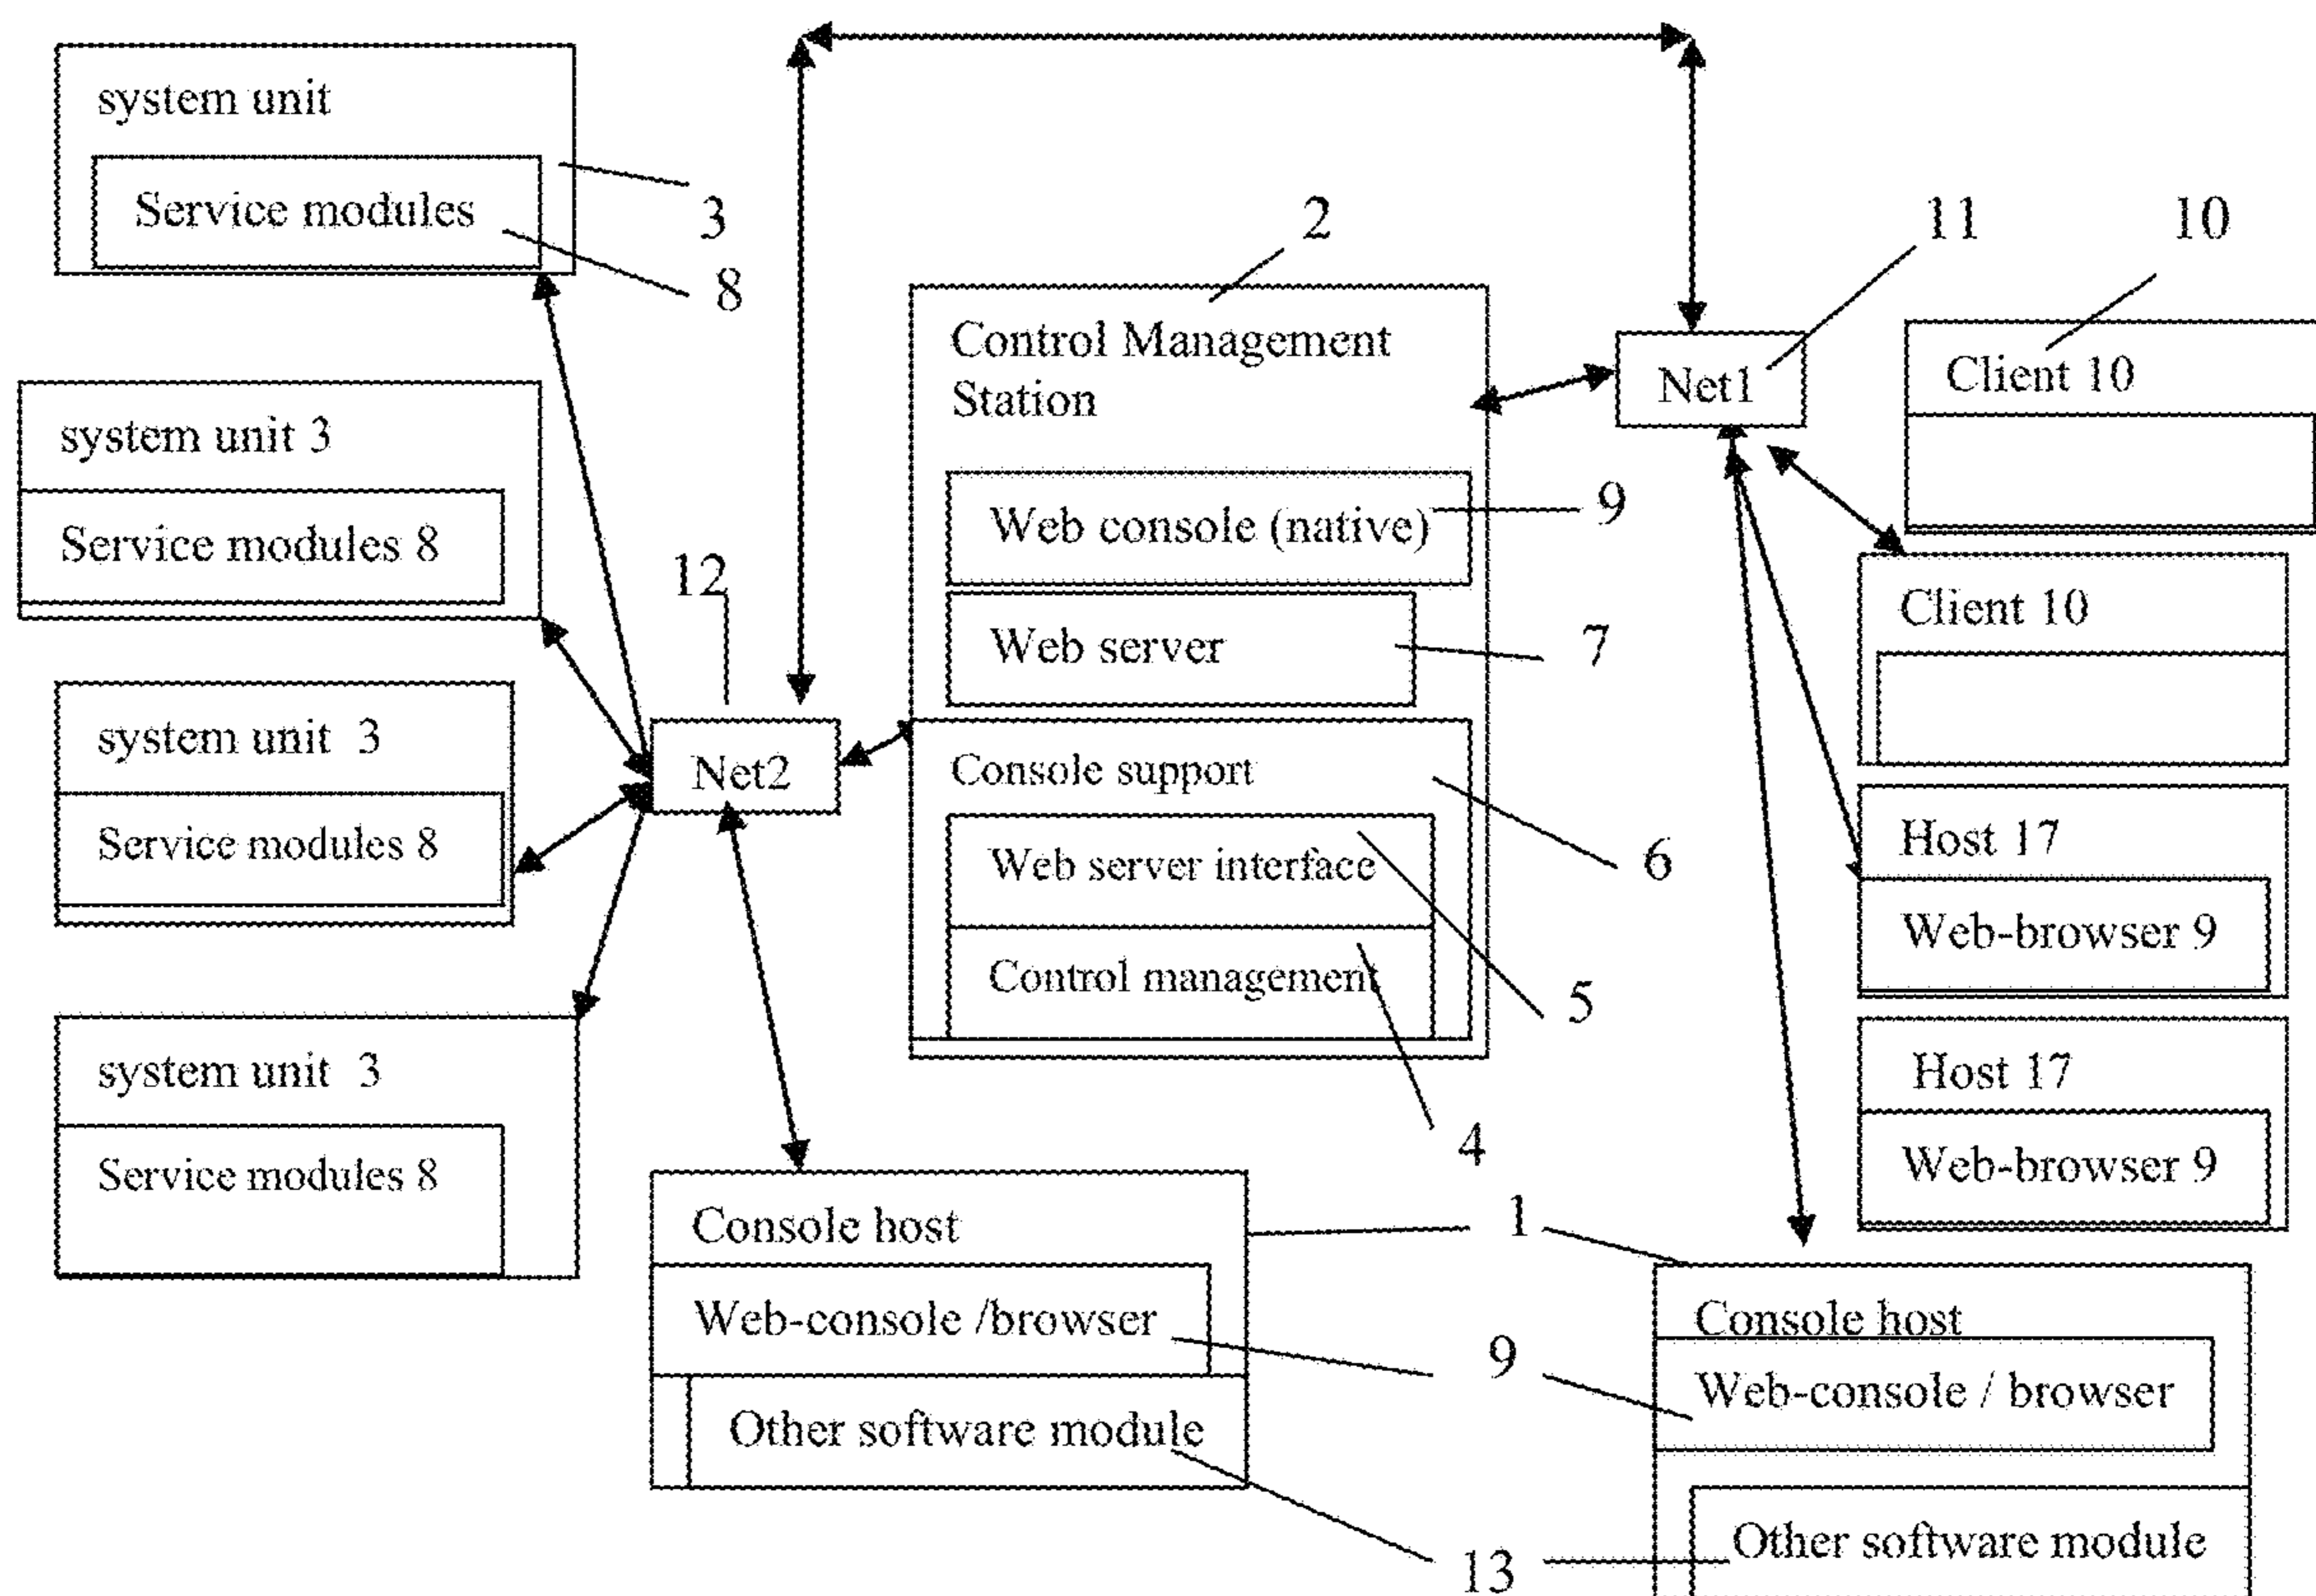 system unit
Service modules
3
8
system unit 3
Service modules 8
system unit 3
Service modules 8
system unit 3
Service modules 8
12
Net2
2
Control Management
Station
Web console (native)
9
Web server
7
Console support
6
Web server interface
5
Control management
4
11
Net1
10
Client 10
Client 10
Host 17
Web-browser 9
Host 17
Web-browser 9
Console host
1
Web-console /browser
9
Other software module
13
Console host
Web-console / browser
Other software module